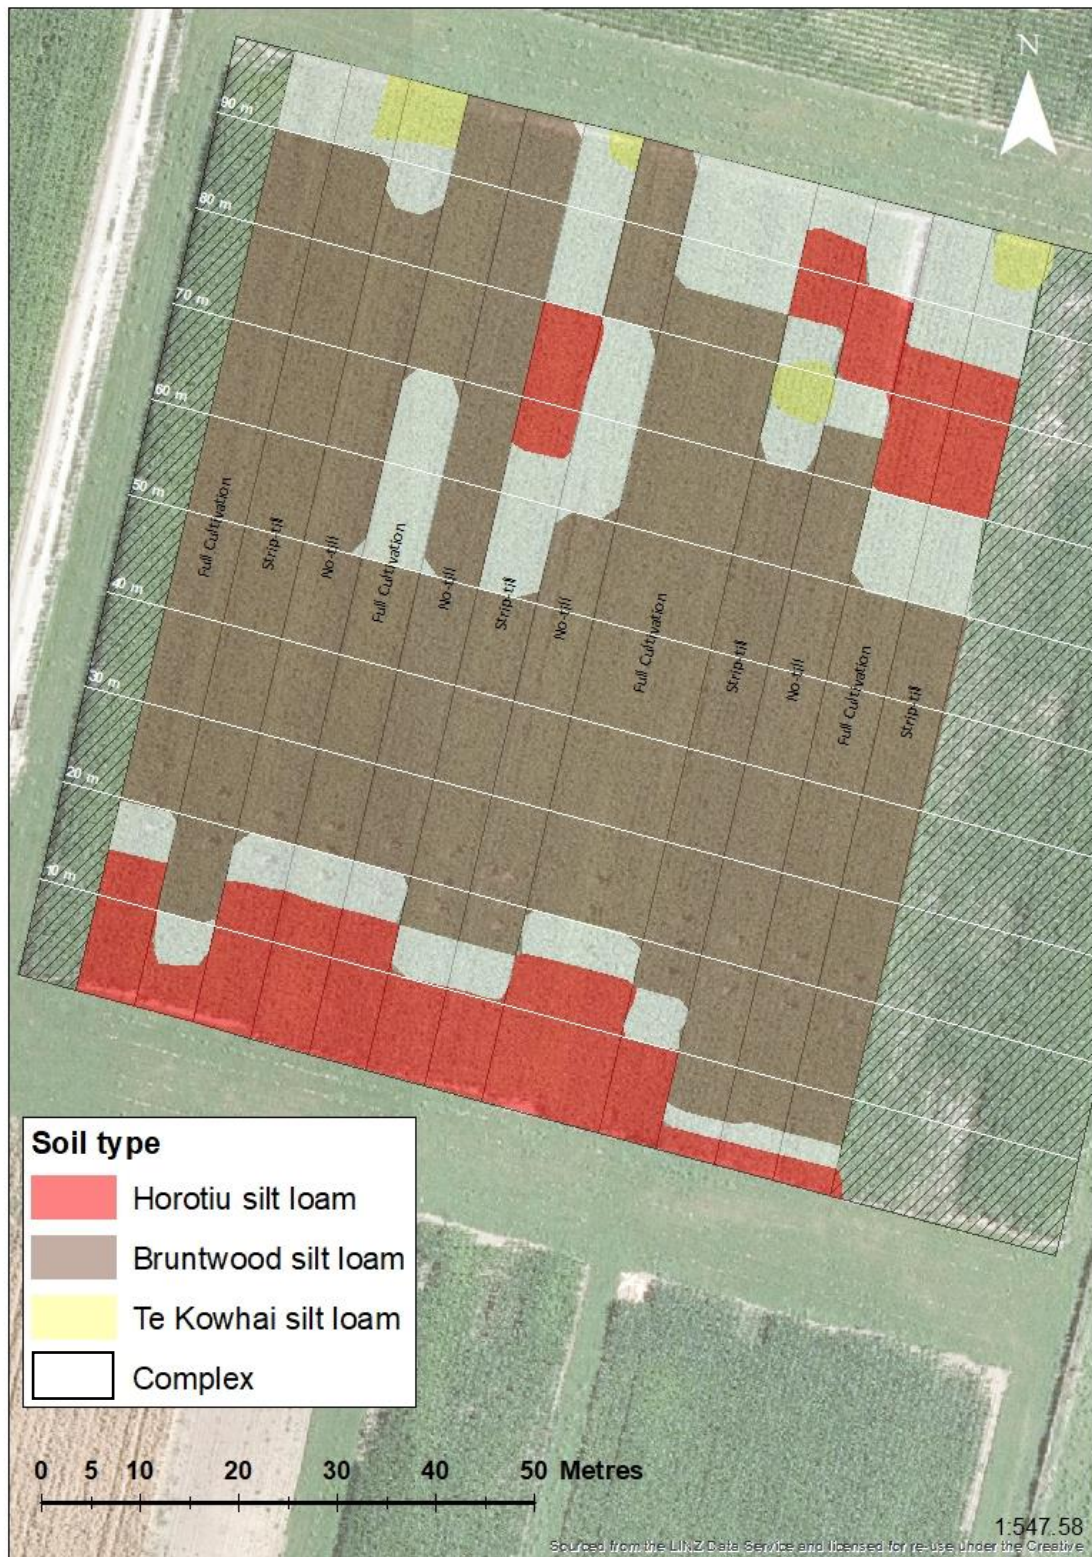 N
90 m
80 m
70 m
60 m
50 m
40 m
30 m
20 m
10 m
Full Cultivation
Strip-till
No-till
Full Cultivation
No-till
Strip-till
No-till
Full Cultivation
Strip-till
No-till
Full Cultivation
Strip-till
Soil type
Horotiu silt loam
Bruntwood silt loam
Te Kowhai silt loam
Complex
0 5 10 20 30 40 50 Metres
1:547.58
Sourced from the LINZ Data Service and licensed for re-use under the Creative